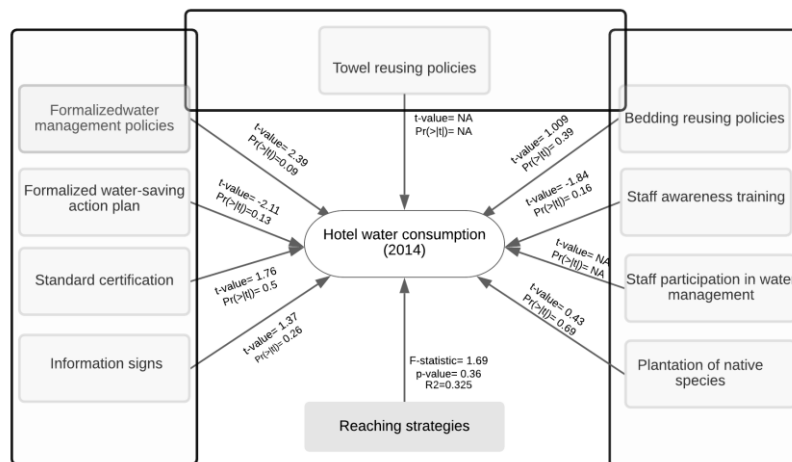 Towel reusing policies
Formalizedwater
management policies
Formalized water-saving
action plan
Standard certification
Information signs
t-value= 2.39
Pr(>|t|)=0.09
t-value= -2.11
Pr(>|t|)=0.13
t-value= 1.76
Pr(>|t|)= 0.5
t-value= 1.37
Pr(>|t|)= 0.26
t-value= NA
Pr(>|t|)= NA
Hotel water consumption
(2014)
F-statistic= 1.69
p-value= 0.36
R2=0.325
Reaching strategies
t-value= 1.009
Pr(>|t|)= 0.39
t-value= -1.84
Pr(>|t|)= 0.16
t-value= NA
Pr(>|t|)= NA
t-value= 0.43
Pr(>|t|)= 0.69
Bedding reusing policies
Staff awareness training
Staff participation in water
management
Plantation of native
species